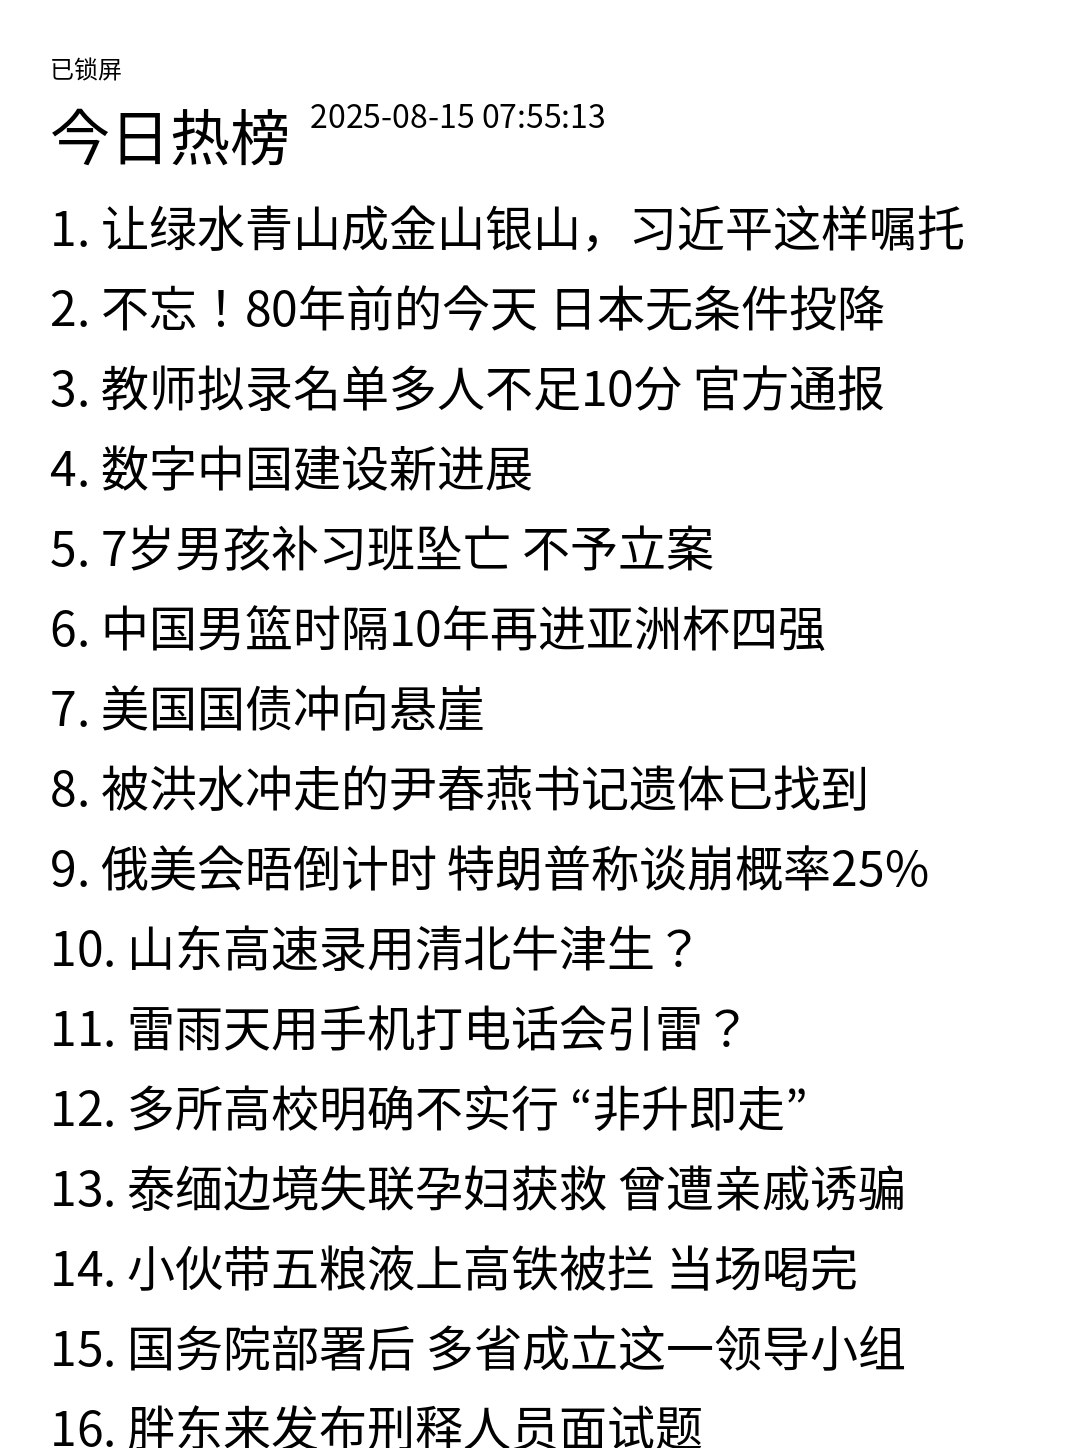 已锁屏
今日热榜 2025-08-15 07:55:13
1. 让绿水青山成金山银山，习近平这样嘱托
2. 不忘！80年前的今天 日本无条件投降
3. 教师拟录名单多人不足10分 官方通报
4. 数字中国建设新进展
5. 7岁男孩补习班坠亡 不予立案
6. 中国男篮时隔10年再进亚洲杯四强
7. 美国国债冲向悬崖
8. 被洪水冲走的尹春燕书记遗体已找到
9. 俄美会晤倒计时 特朗普称谈崩概率25%
10. 山东高速录用清北牛津生？
11. 雷雨天用手机打电话会引雷？
12. 多所高校明确不实行 “非升即走”
13. 泰缅边境失联孕妇获救 曾遭亲戚诱骗
14. 小伙带五粮液上高铁被拦 当场喝完
15. 国务院部署后 多省成立这一领导小组
16. 胖东来发布刑释人员面试题